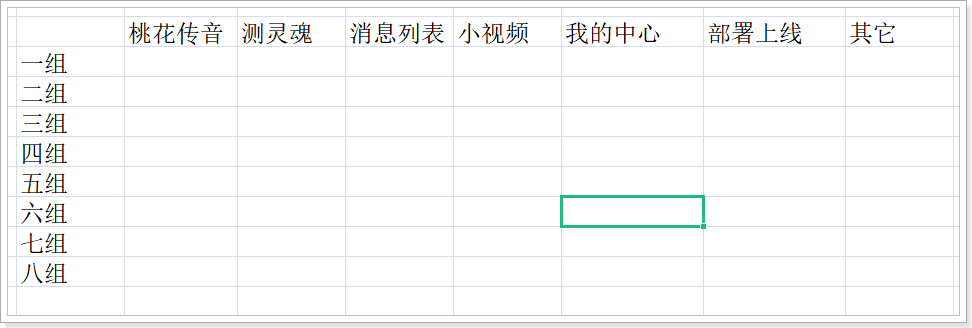 桃花传音 测灵魂 消息列表 小视频 我的中心 部署上线 其它
一组
二组
三组
四组
五组
六组
七组
八组